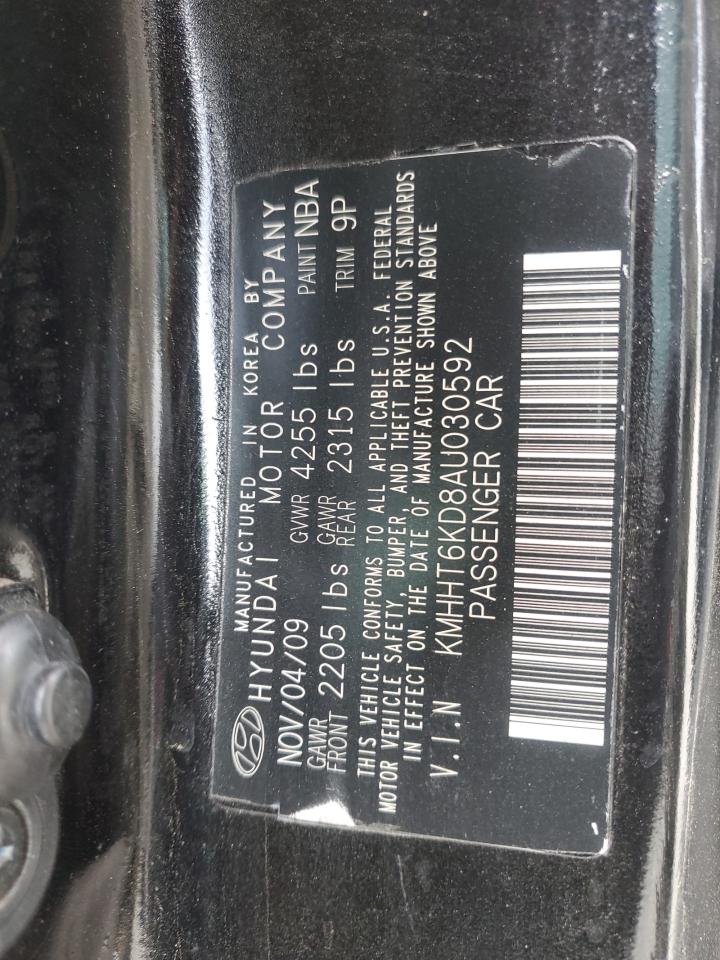 MANUFACTURED IN KOREA BY
HYUNDAI MOTOR COMPANY
NOV/04/09 GVWR 4255 lbs PAINT NBA
GAWR FRONT 2205 lbs GAWR REAR 2315 lbs TRIM 9P
THIS VEHICLE CONFORMS TO ALL APPLICABLE U.S.A. FEDERAL
MOTOR VEHICLE SAFETY, BUMPER, AND THEFT PREVENTION STANDARDS
IN EFFECT ON THE DATE OF MANUFACTURE SHOWN ABOVE
V.I.N KMHHT6KD8AU030592
PASSENGER CAR